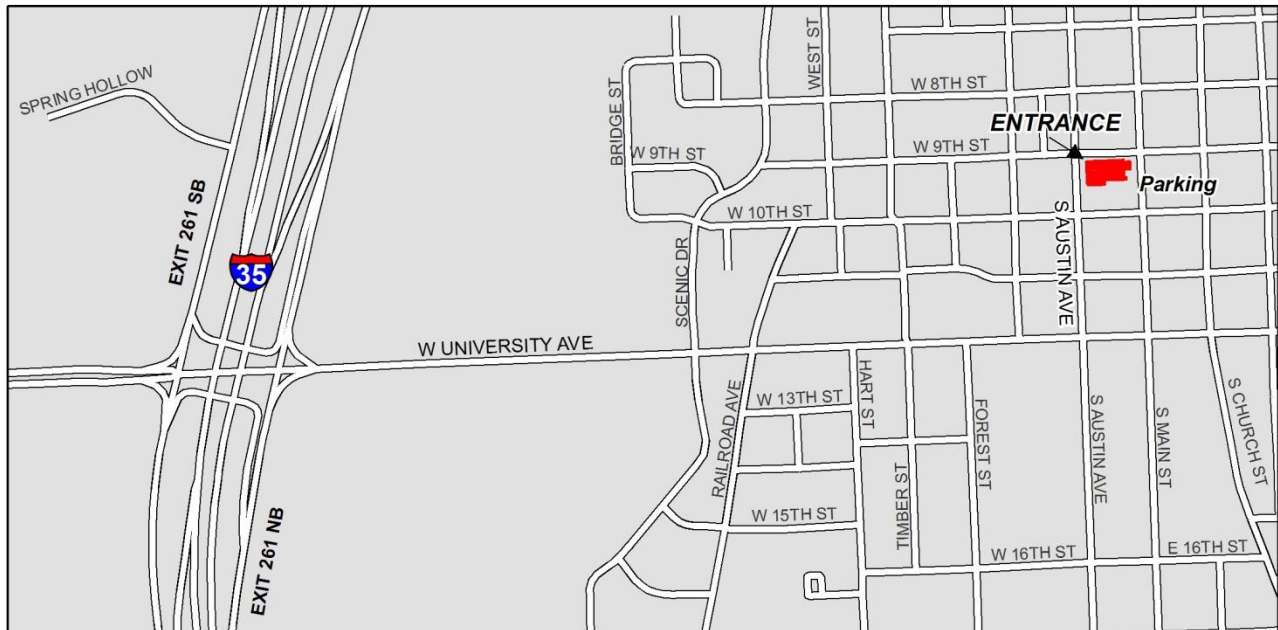 SPRING HOLLOW
EXIT 261 SB
35
EXIT 261 NB
W UNIVERSITY AVE
BRIDGE ST
W 9TH ST
W 10TH ST
SCENIC DR
WEST ST
W 8TH ST
ENTRANCE
W 9TH ST
Parking
S AUSTIN AVE
RAILROAD AVE
W 13TH ST
HART ST
W 15TH ST
TIMBER ST
FOREST ST
S AUSTIN AVE
S MAIN ST
S CHURCH ST
W 16TH ST
E 16TH ST